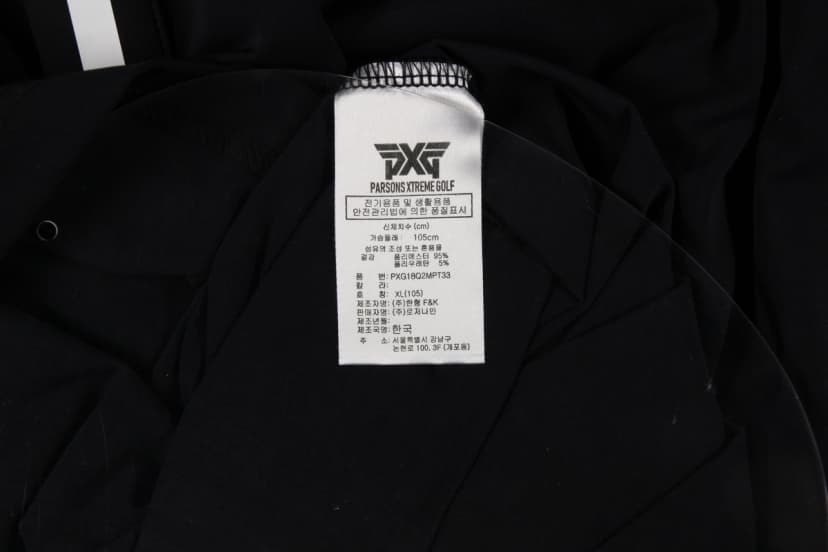 PXG
PARSONS XTREME GOLF
전기용품 및 생활용품
안전관리법에 의한 품질표시
신체치수 (cm)
가슴둘레 : 105cm
섬유의 조성 또는 혼용율
겉감 폴리에스터 95%
폴리우레탄 5%
품 번: PXG18Q2MPT33
칼 라:
호 칭: XL(105)
제조자명: (주)한형 F&K
판매자명: (주)로저나인
제조년월:
제조국명: 한국
주 소: 서울특별시 강남구
논현로 100, 3F (개포동)